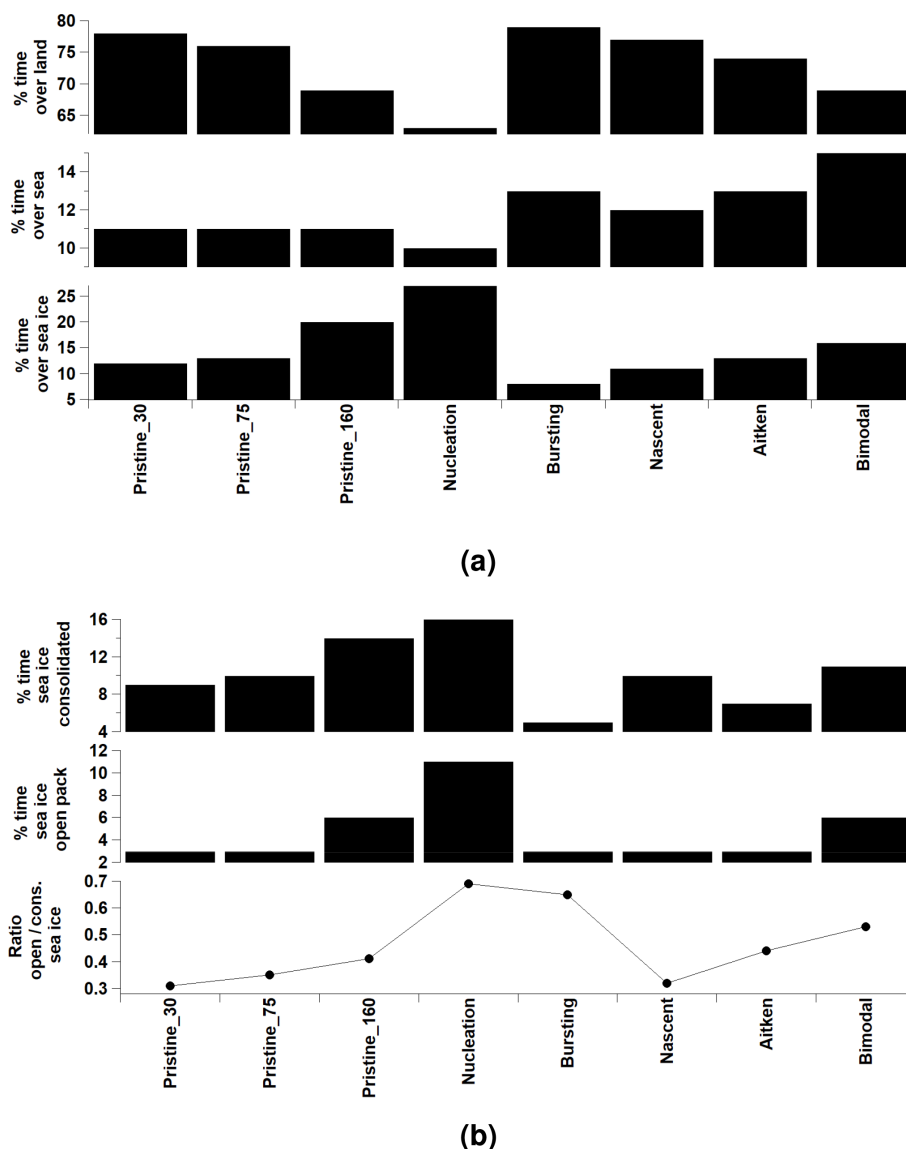 80
75
70
65
% time
over land
14
12
10
% time
over sea
25
20
15
10
5
% time
over sea ice
Pristine_30
Pristine_75
Pristine_160
Nucleation
Bursting
Nascent
Aitken
Bimodal
(a)
16
12
8
4
% time
sea ice
consolidated
12
10
8
6
4
2
% time
sea ice
open pack
0.7
0.6
0.5
0.4
0.3
Ratio
open / cons.
sea ice
Pristine_30
Pristine_75
Pristine_160
Nucleation
Bursting
Nascent
Aitken
Bimodal
(b)